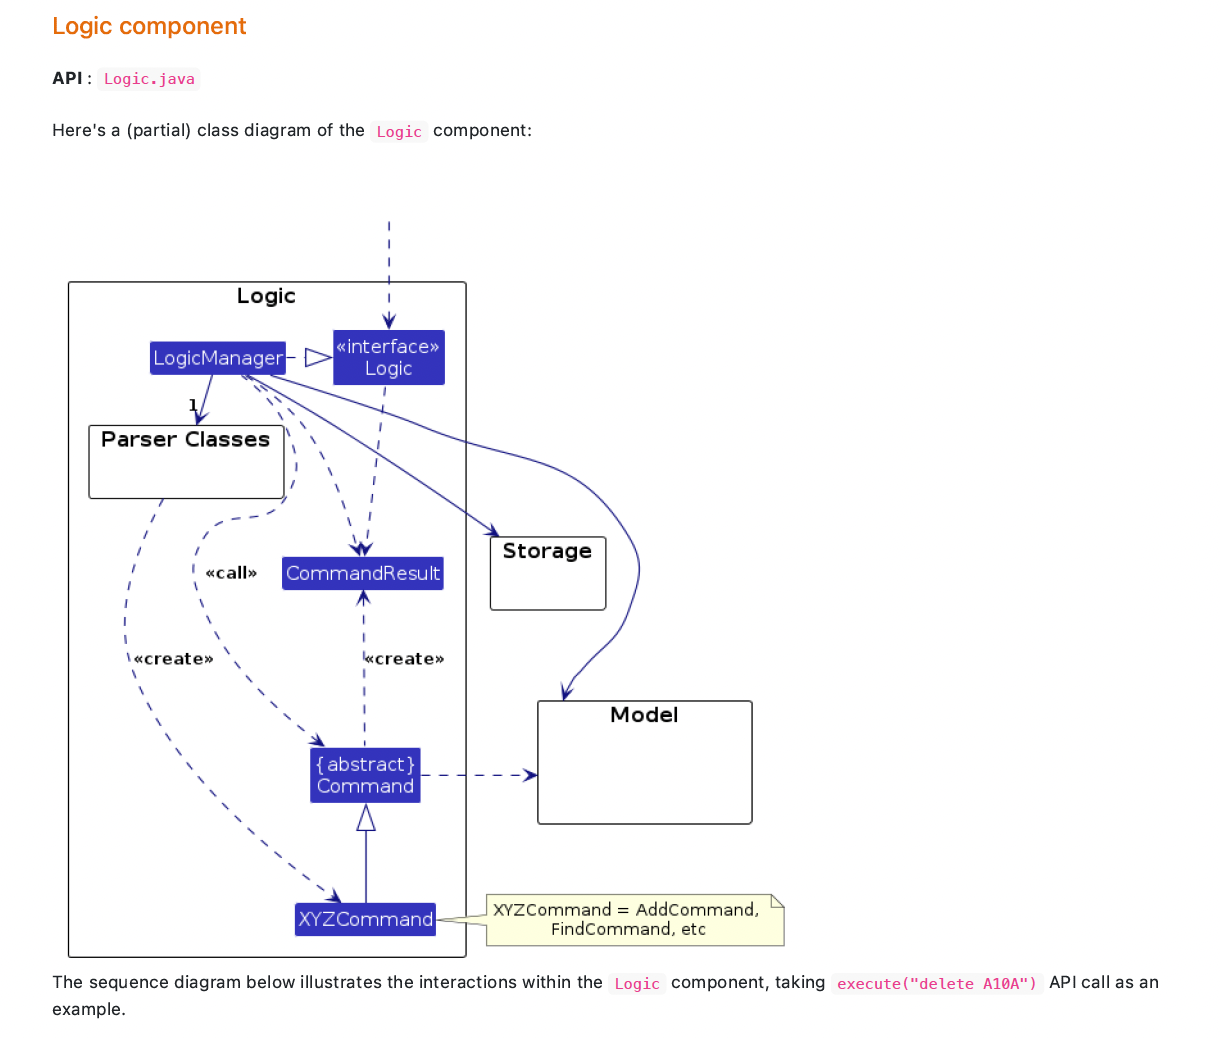 Logic component
API : Logic.java
Here's a (partial) class diagram of the Logic component:
Logic
LogicManager
«interface»
Logic
1
Parser Classes
Storage
«call»
CommandResult
«create»
«create»
Model
{abstract}
Command
XYZCommand
XYZCommand = AddCommand,
FindCommand, etc
The sequence diagram below illustrates the interactions within the Logic component, taking execute("delete A10A") API call as an
example.